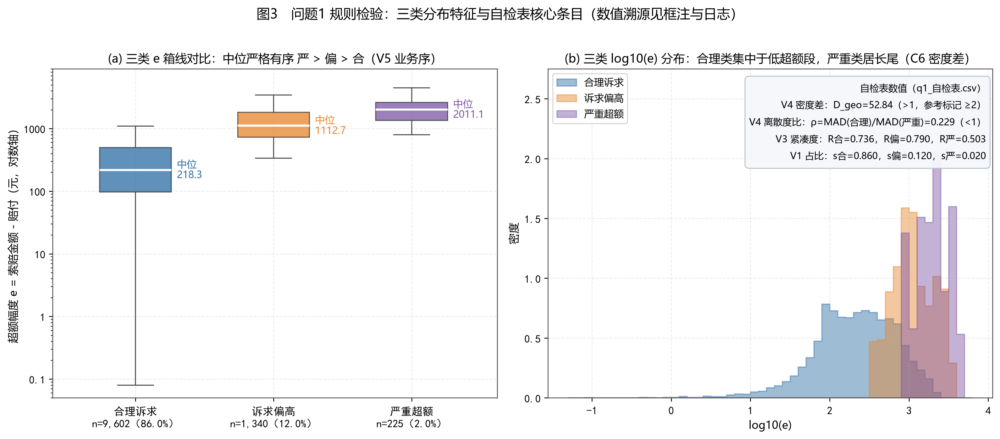 图3　问题1 规则检验：三类分布特征与自检表核心条目（数值溯源见框注与日志）
(a) 三类 e 箱线对比：中位严格有序 严 > 偏 > 合（V5 业务序）
超额幅度 e = 索赔金额 - 赔付（元，对数轴）
1000
100
10
1
0.1
中位
218.3
中位
1112.7
中位
2011.1
合理诉求
n=9,602（86.0%）
诉求偏高
n=1,340（12.0%）
严重超额
n=225（2.0%）
(b) 三类 log10(e) 分布：合理类集中于低超额段，严重类居长尾（C6 密度差）
合理诉求
诉求偏高
严重超额
自检表数值（q1_自检表.csv）
V4 密度差：D_geo=52.84（>1，参考标记 ≥2）
V4 离散度比：ρ=MAD(合理)/MAD(严重)=0.229（<1）
V3 紧凑度：R合=0.736，R偏=0.790，R严=0.503
V1 占比：s合=0.860，s偏=0.120，s严=0.020
密度
2.5
2.0
1.5
1.0
0.5
0.0
−1
0
1
2
3
4
log10(e)